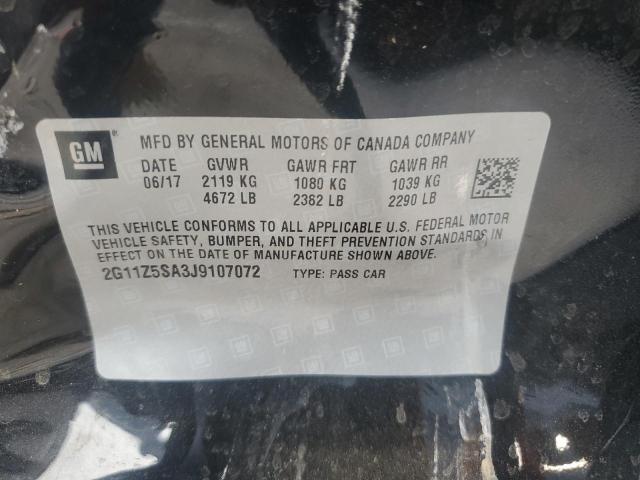 GM
MFD BY GENERAL MOTORS OF CANADA COMPANY
DATE GVWR GAWR FRT GAWR RR
06/17 2119 KG 1080 KG 1039 KG
4672 LB 2382 LB 2290 LB
THIS VEHICLE CONFORMS TO ALL APPLICABLE U.S. FEDERAL MOTOR
VEHICLE SAFETY, BUMPER, AND THEFT PREVENTION STANDARDS IN
EFFECT ON THE DATE OF MANUFACTURE SHOWN ABOVE.
2G11Z5SA3J9107072 TYPE: PASS CAR